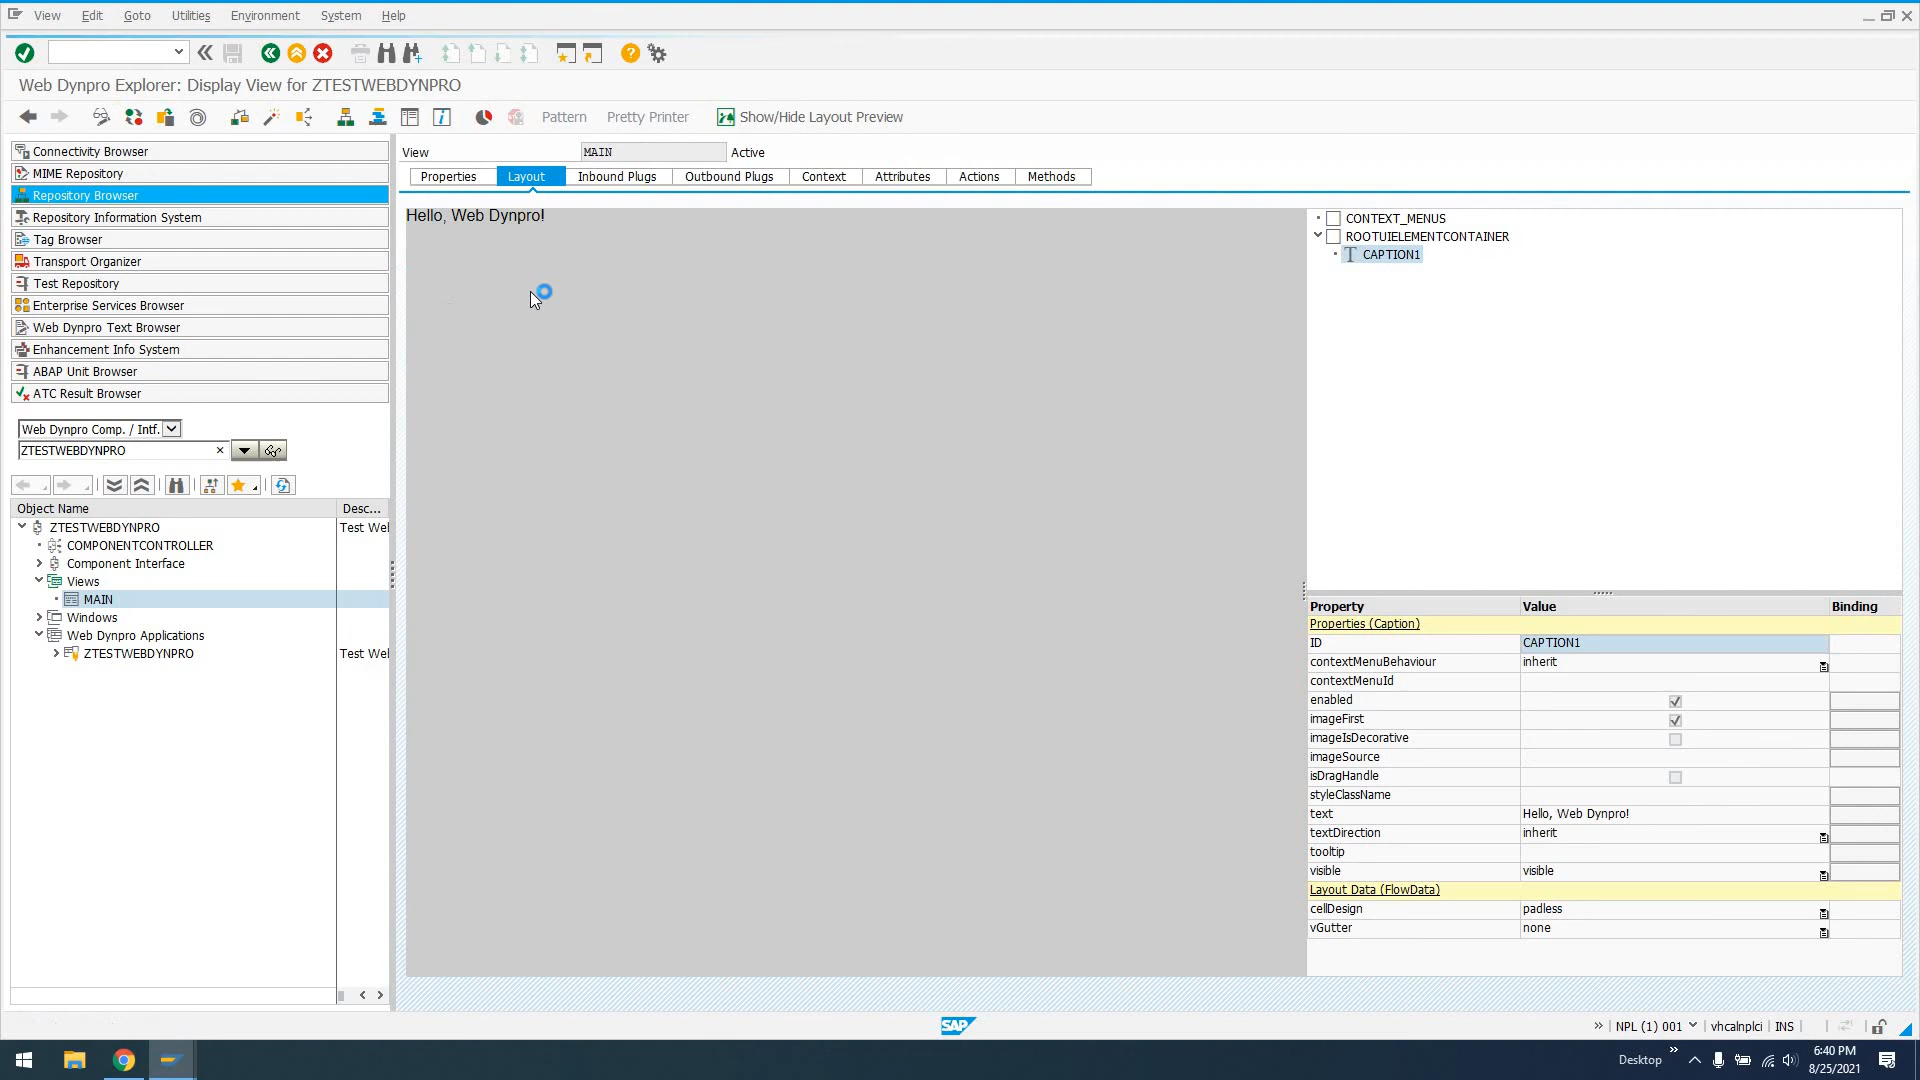 View Edit Goto Utilities Environment System Help
Web Dynpro Explorer: Display View for ZTESTWEBDYNPRO
Pattern Pretty Printer Show/Hide Layout Preview
Connectivity Browser
MIME Repository
Repository Browser
Repository Information System
Tag Browser
Transport Organizer
Test Repository
Enterprise Services Browser
Web Dynpro Text Browser
Enhancement Info System
ABAP Unit Browser
ATC Result Browser
Web Dynpro Comp. / Intf.
ZTESTWEBDYNPRO
Object Name Desc...
ZTESTWEBDYNPRO Test Wel
COMPONENTCONTROLLER
Component Interface
Views
MAIN
Windows
Web Dynpro Applications
ZTESTWEBDYNPRO Test Wel
View MAIN Active
Properties Layout Inbound Plugs Outbound Plugs Context Attributes Actions Methods
Hello, Web Dynpro!
CONTEXT_MENUS
ROOTUIELEMENTCONTAINER
CAPTION1
Property Value Binding
Properties (Caption)
ID CAPTION1
contextMenuBehaviour inherit
contextMenuId
enabled
imageFirst
imageIsDecorative
imageSource
isDragHandle
styleClassName
text Hello, Web Dynpro!
textDirection inherit
tooltip
visible visible
Layout Data (FlowData)
cellDesign padless
vGutter none
SAP
NPL (1) 001 vhcalnplci INS
Desktop
6:40 PM
8/25/2021